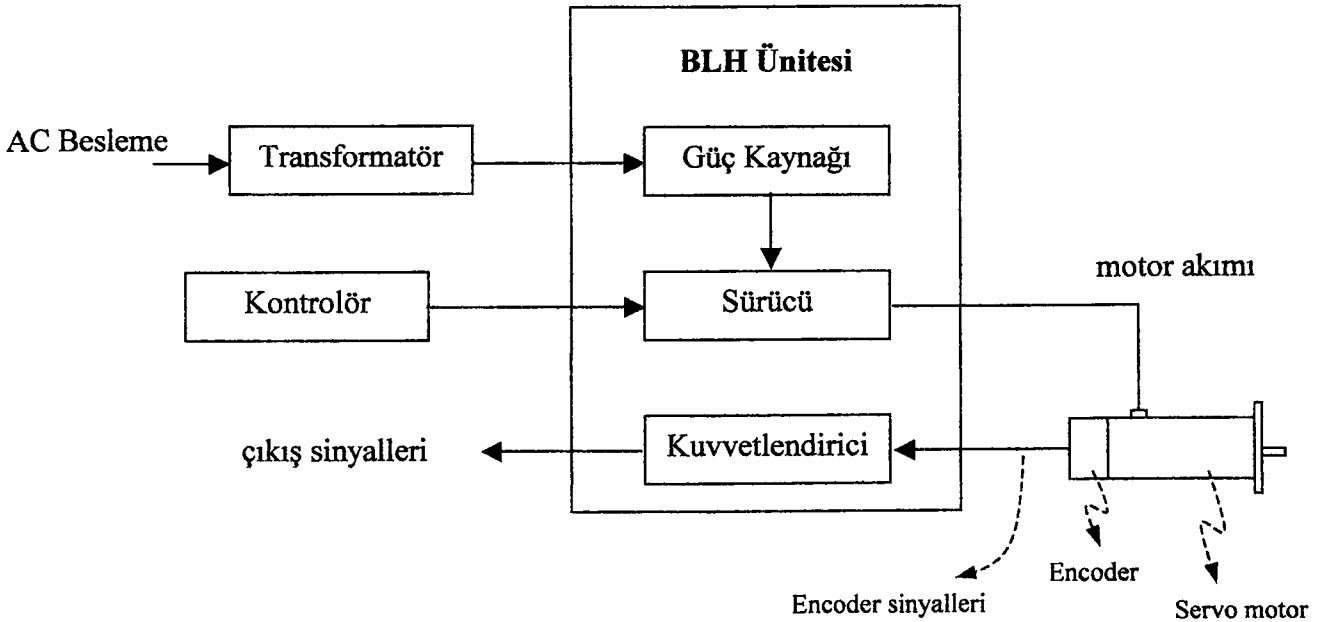 BLH Ünitesi
AC Besleme
Transformatör
Güç Kaynağı
motor akımı
Kontrolör
Sürücü
çıkış sinyalleri
Kuvvetlendirici
Encoder
Encoder sinyalleri
Servo motor